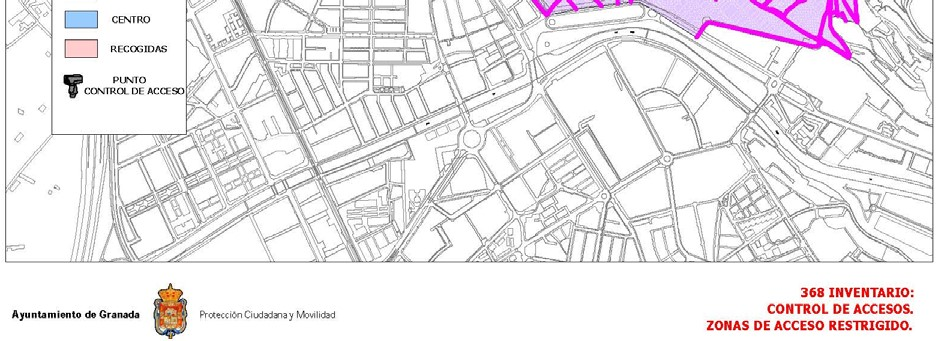 CENTRO
RECOGIDAS
PUNTO
CONTROL DE ACCESO
Ayuntamiento de Granada
Protección Ciudadana y Movilidad
368 INVENTARIO:
CONTROL DE ACCESOS.
ZONAS DE ACCESO RESTRIGIDO.